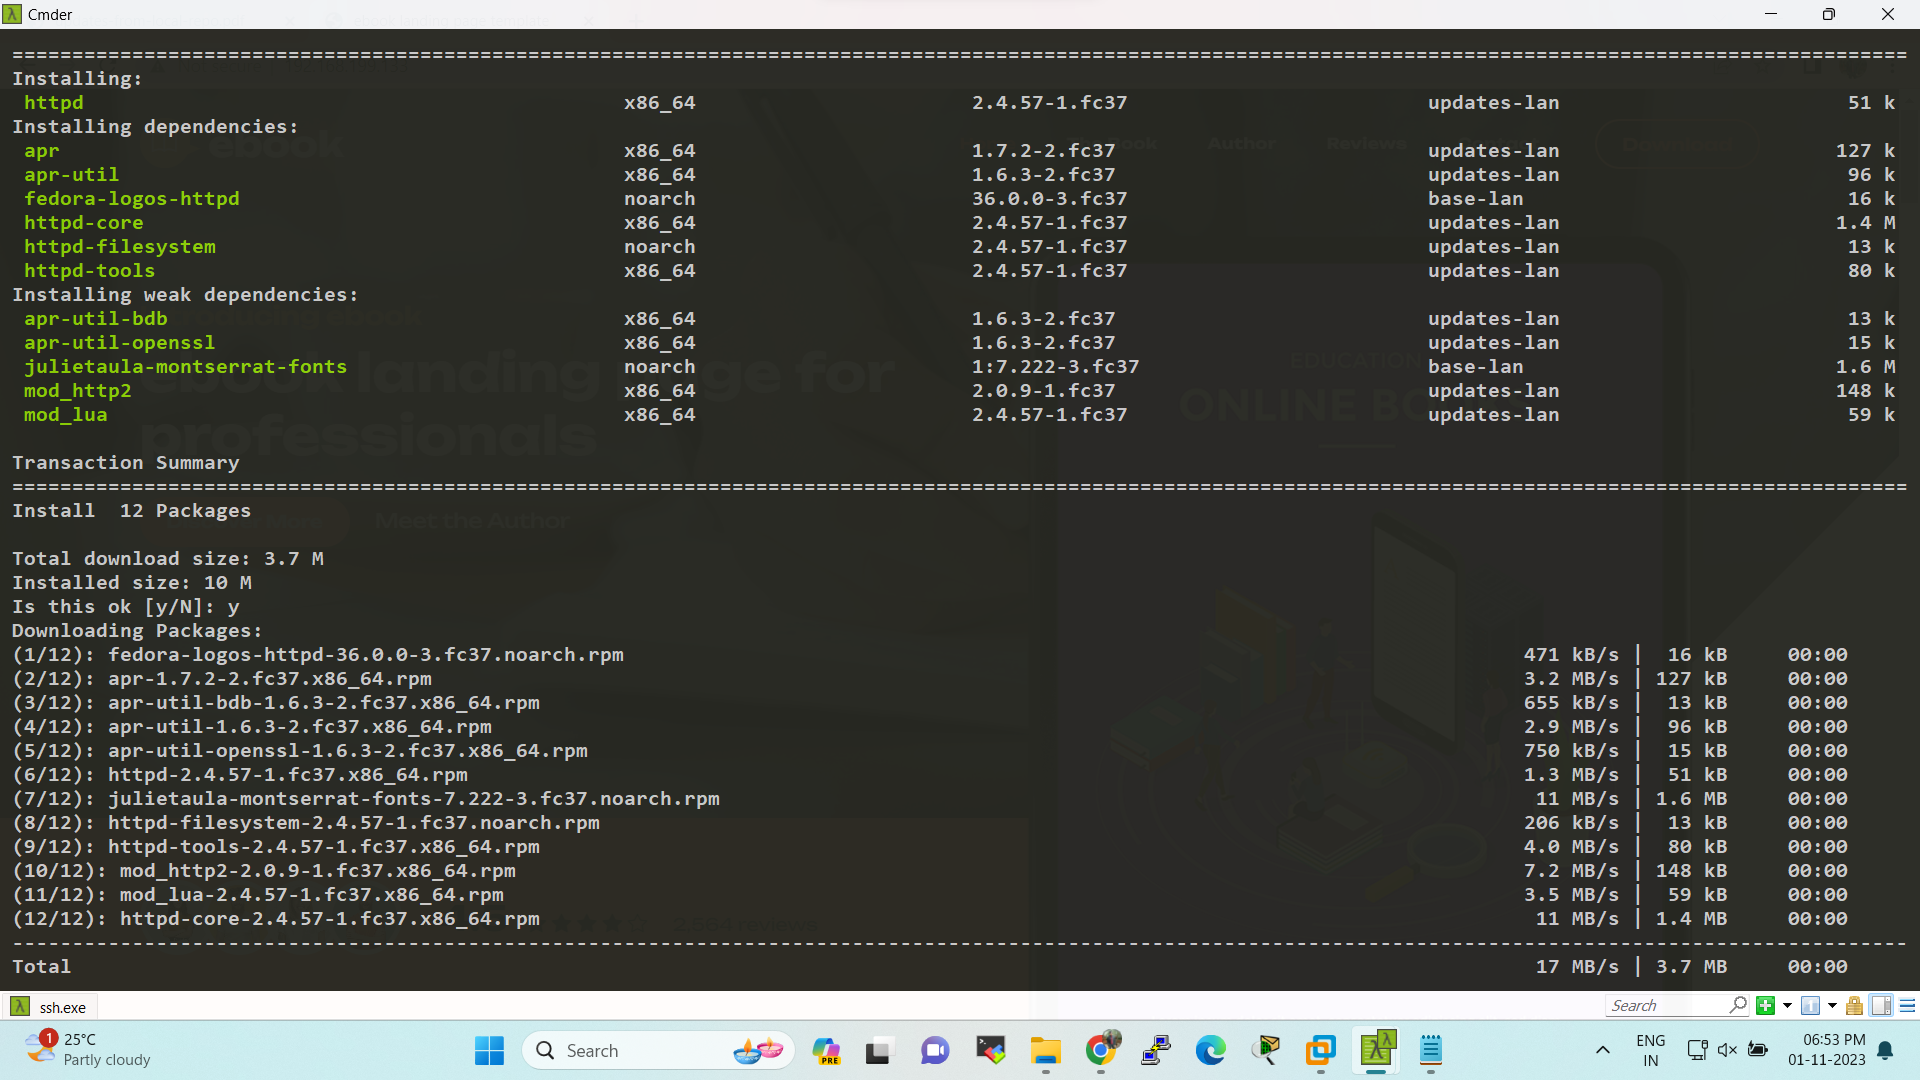 Cmder
================================================================================
Installing:
httpd x86_64 2.4.57-1.fc37 updates-lan 51 k
Installing dependencies:
apr x86_64 1.7.2-2.fc37 updates-lan 127 k
apr-util x86_64 1.6.3-2.fc37 updates-lan 96 k
fedora-logos-httpd noarch 36.0.0-3.fc37 base-lan 16 k
httpd-core x86_64 2.4.57-1.fc37 updates-lan 1.4 M
httpd-filesystem noarch 2.4.57-1.fc37 updates-lan 13 k
httpd-tools x86_64 2.4.57-1.fc37 updates-lan 80 k
Installing weak dependencies:
apr-util-bdb x86_64 1.6.3-2.fc37 updates-lan 13 k
apr-util-openssl x86_64 1.6.3-2.fc37 updates-lan 15 k
julietaula-montserrat-fonts noarch 1:7.222-3.fc37 base-lan 1.6 M
mod_http2 x86_64 2.0.9-1.fc37 updates-lan 148 k
mod_lua x86_64 2.4.57-1.fc37 updates-lan 59 k
Transaction Summary
================================================================================
Install 12 Packages
Total download size: 3.7 M
Installed size: 10 M
Is this ok [y/N]: y
Downloading Packages:
(1/12): fedora-logos-httpd-36.0.0-3.fc37.noarch.rpm 471 kB/s | 16 kB 00:00
(2/12): apr-1.7.2-2.fc37.x86_64.rpm 3.2 MB/s | 127 kB 00:00
(3/12): apr-util-bdb-1.6.3-2.fc37.x86_64.rpm 655 kB/s | 13 kB 00:00
(4/12): apr-util-1.6.3-2.fc37.x86_64.rpm 2.9 MB/s | 96 kB 00:00
(5/12): apr-util-openssl-1.6.3-2.fc37.x86_64.rpm 750 kB/s | 15 kB 00:00
(6/12): httpd-2.4.57-1.fc37.x86_64.rpm 1.3 MB/s | 51 kB 00:00
(7/12): julietaula-montserrat-fonts-7.222-3.fc37.noarch.rpm 11 MB/s | 1.6 MB 00:00
(8/12): httpd-filesystem-2.4.57-1.fc37.noarch.rpm 206 kB/s | 13 kB 00:00
(9/12): httpd-tools-2.4.57-1.fc37.x86_64.rpm 4.0 MB/s | 80 kB 00:00
(10/12): mod_http2-2.0.9-1.fc37.x86_64.rpm 7.2 MB/s | 148 kB 00:00
(11/12): mod_lua-2.4.57-1.fc37.x86_64.rpm 3.5 MB/s | 59 kB 00:00
(12/12): httpd-core-2.4.57-1.fc37.x86_64.rpm 11 MB/s | 1.4 MB 00:00
--------------------------------------------------------------------------------
Total 17 MB/s | 3.7 MB 00:00
ebook
Author Reviews
ebook landing page for
professionals
EDUCATION
ONLINE
Meet the Author
2,564 reviews
ssh.exe Search
1 25°C
Partly cloudy
Search
PRE
ENG
IN
06:53 PM
01-11-2023